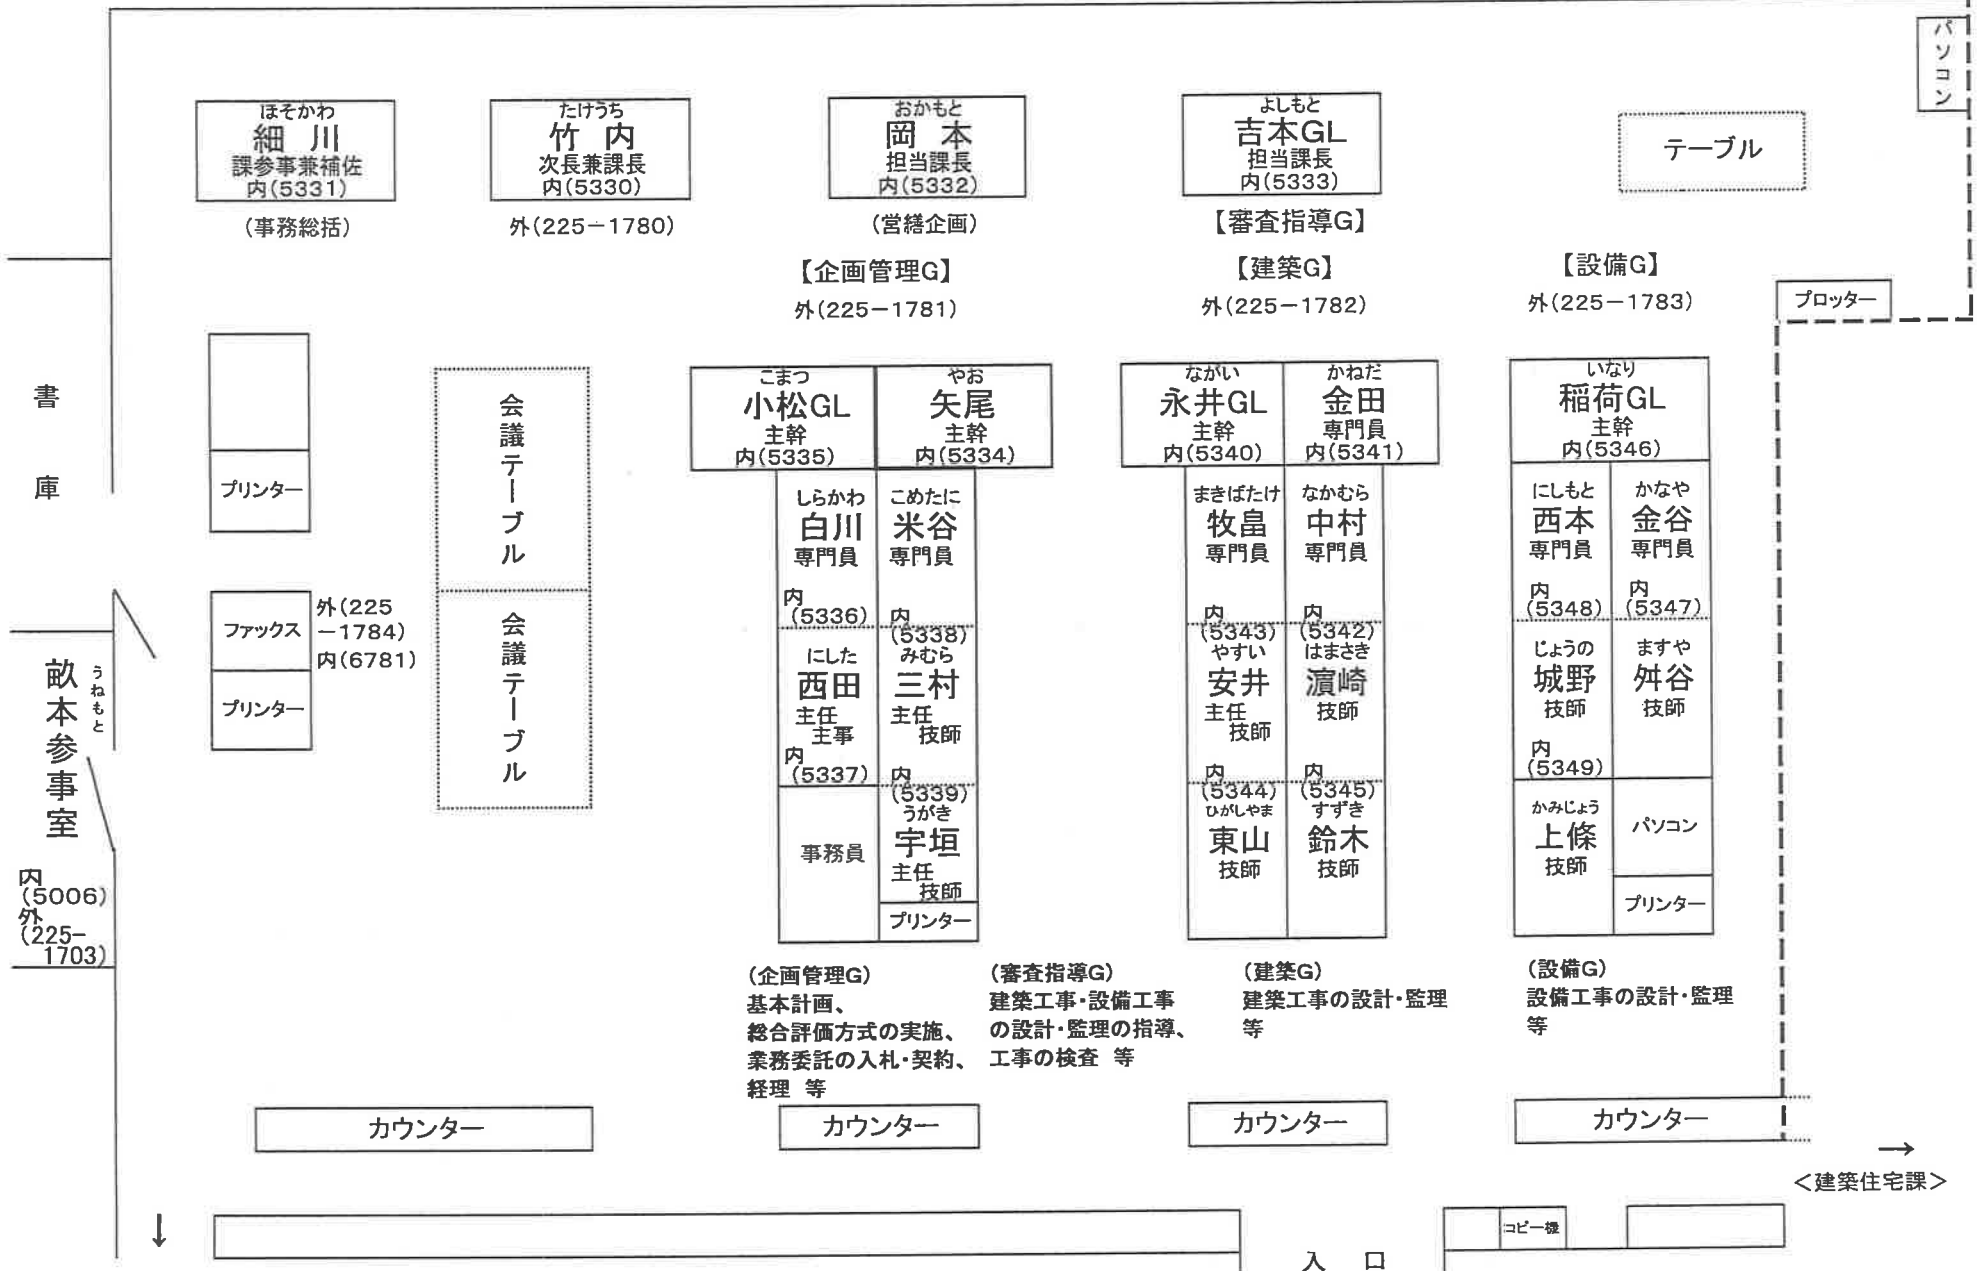 パソコン
ほそかわ
細 川
課参事兼補佐
内(5331)
(事務総括)
たけうち
竹 内
次長兼課長
内(5330)
外(225-1780)
おかもと
岡 本
担当課長
内(5332)
(営繕企画)
よしもと
吉本GL
担当課長
内(5333)
【審査指導G】
テーブル
【企画管理G】
外(225-1781)
【建築G】
外(225-1782)
【設備G】
外(225-1783)
プロッター
書庫
プリンター
会議テーブル
ファックス
外(225
-1784)
内(6781)
プリンター
会議テーブル
うねもと
畝本参事室
内
(5006)
外
(225-
1703)
こまつ
小松GL
主幹
内(5335)
やお
矢尾
主幹
内(5334)
しらかわ
白川
専門員
内
(5336)
こめたに
米谷
専門員
内
(5338)
にした
西田
主任
主事
内
(5337)
みむら
三村
主任
技師
内
(5339)
事務員
うがき
宇垣
主任
技師
プリンター
ながい
永井GL
主幹
内(5340)
かねだ
金田
専門員
内(5341)
まきばたけ
牧畠
専門員
内
(5343)
なかむら
中村
専門員
内
(5342)
やすい
安井
主任
技師
内
(5344)
はまさき
濵崎
技師
内
(5345)
ひがしやま
東山
技師
すずき
鈴木
技師
いなり
稲荷GL
主幹
内(5346)
にしもと
西本
専門員
内
(5348)
かなや
金谷
専門員
内
(5347)
じょうの
城野
技師
内
(5349)
ますや
舛谷
技師
かみじょう
上條
技師
パソコン
プリンター
(企画管理G)
基本計画、
総合評価方式の実施、
業務委託の入札・契約、
経理 等
(審査指導G)
建築工事・設備工事
の設計・監理の指導、
工事の検査 等
(建築G)
建築工事の設計・監理
等
(設備G)
設備工事の設計・監理
等
カウンター
カウンター
カウンター
カウンター
→
<建築住宅課>
↓
コピー機
入 口